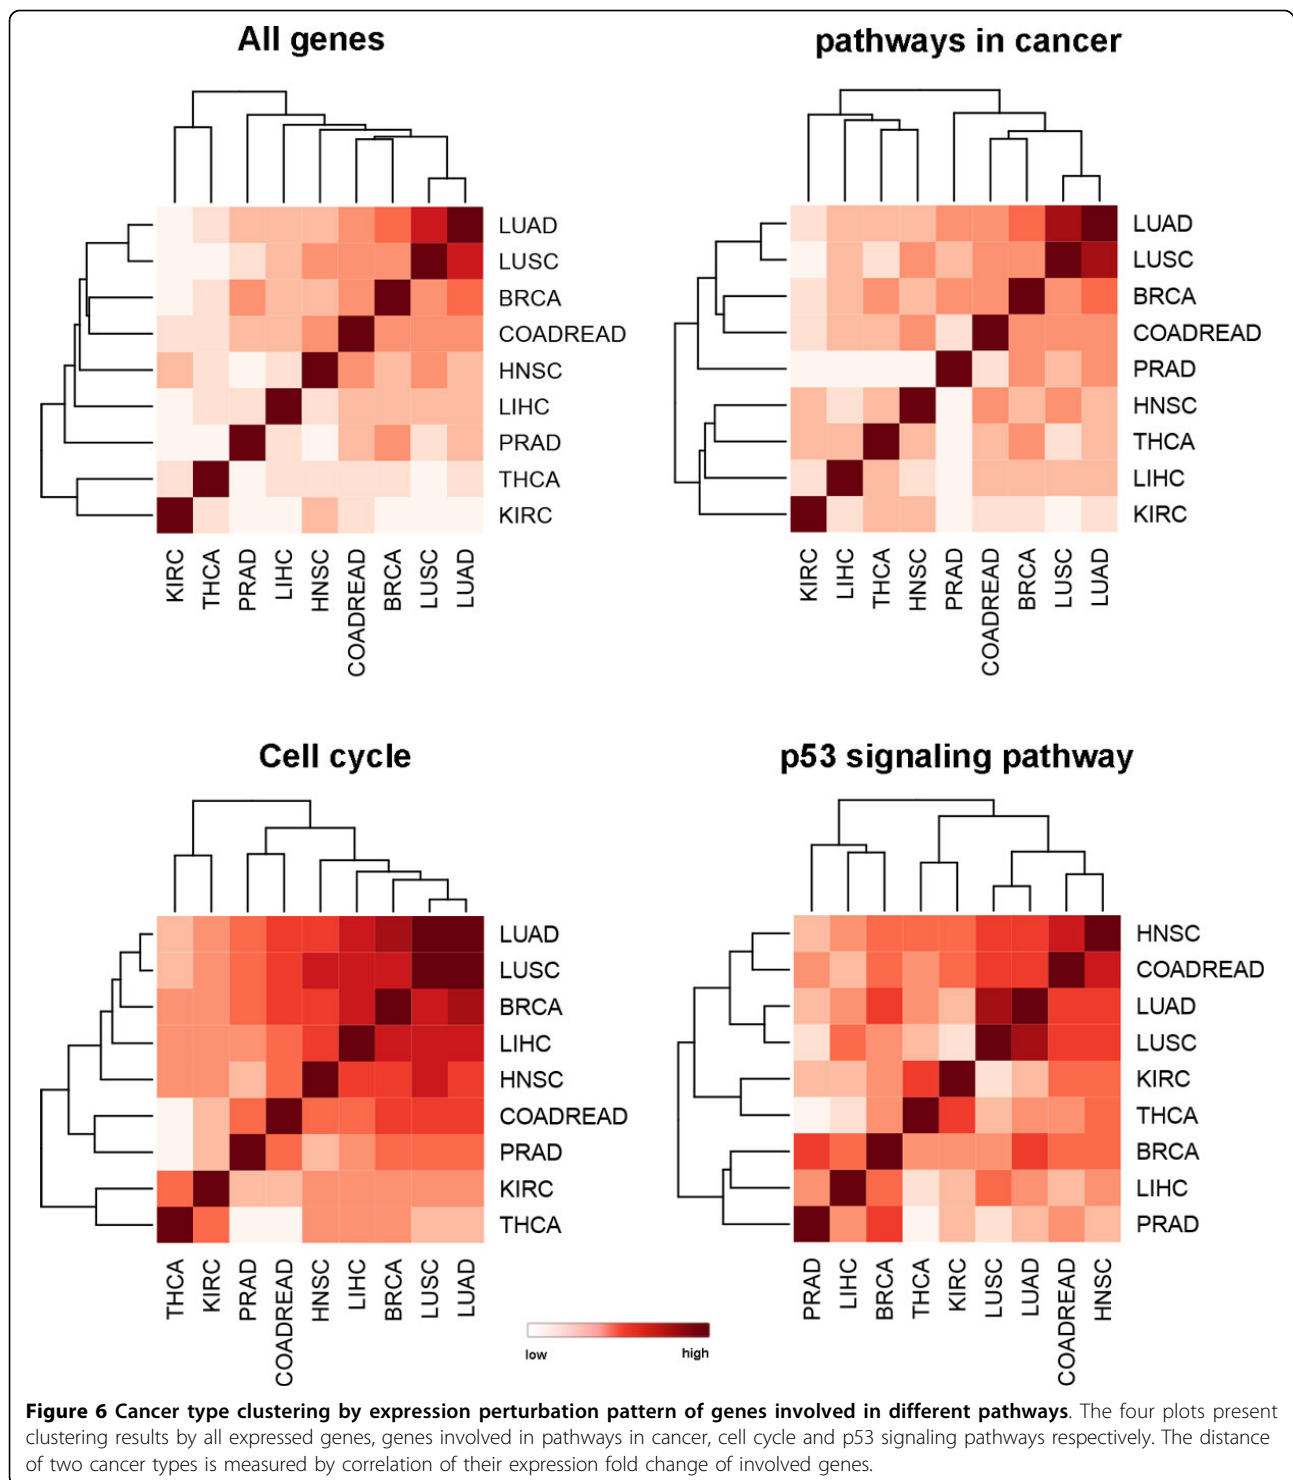 All genes
LUAD
LUSC
BRCA
COADREAD
HNSC
LIHC
PRAD
THCA
KIRC
KIRC
THCA
PRAD
LIHC
HNSC
COADREAD
BRCA
LUSC
LUAD
pathways in cancer
LUAD
LUSC
BRCA
COADREAD
PRAD
HNSC
THCA
LIHC
KIRC
KIRC
LIHC
THCA
HNSC
PRAD
COADREAD
BRCA
LUSC
LUAD
Cell cycle
LUAD
LUSC
BRCA
LIHC
HNSC
COADREAD
PRAD
KIRC
THCA
THCA
KIRC
PRAD
COADREAD
HNSC
LIHC
BRCA
LUSC
LUAD
p53 signaling pathway
HNSC
COADREAD
LUAD
LUSC
KIRC
THCA
BRCA
LIHC
PRAD
PRAD
LIHC
BRCA
THCA
KIRC
LUSC
LUAD
COADREAD
HNSC
low high
Figure 6 Cancer type clustering by expression perturbation pattern of genes involved in different pathways. The four plots present
clustering results by all expressed genes, genes involved in pathways in cancer, cell cycle and p53 signaling pathways respectively. The distance
of two cancer types is measured by correlation of their expression fold change of involved genes.